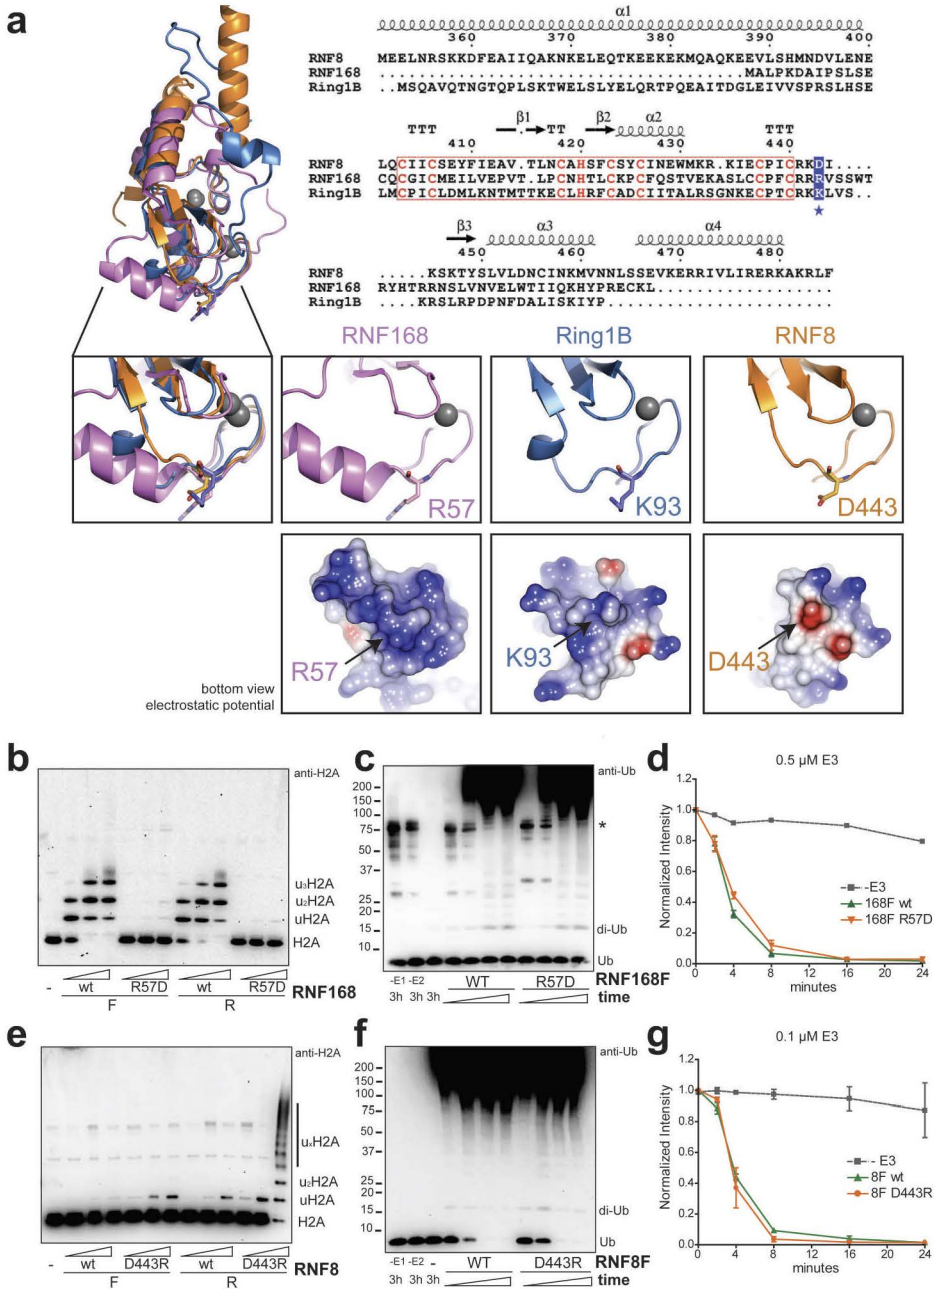 a
α1
360 370 380 390 400
RNF8 MEELNRSKKDFEAIIQAKNKELEQTKEEKEKMQAQKEEVLSHMNDVLENE
RNF168 .....................................MALPKDAIPSLSE
Ring1B ..MSQAVQTNGTQPLSKTWELSLYELQRTPQEAITDGLEIVVSPRSLHSE
TTT β1 TT β2 α2 TTT
410 420 430 440
RNF8 LQCIICSEYFIEAV.TLNCAHSFCSYCINEWMKR.KIECPICRKDI....
RNF168 CQCGICMEILVEPVTLPCNHTLCKPCFQSTVEKASLCCPFCRRRVSSWT
Ring1B LMCPICLDMLKNTMTTKECLHRFCADCIITALRSGNKECPTCRKKLVS..
β3 α3 α4
450 460 470 480
RNF8 .....KSKTYSLVLDNCINKMVNNLSSEVKERRIVLIRERKAKRLF
RNF168 RYHTRRNSLVNVELWTIIQKHYPRECKL..................
Ring1B ....KRSLRPDPNFDALISKIYP.......................
RNF168 Ring1B RNF8
R57 K93 D443
R57 K93 D443
bottom view
electrostatic potential
b
anti-H2A
u3H2A
u2H2A
uH2A
H2A
- wt R57D wt R57D RNF168
F R
c
anti-Ub
200
150
100
75
*
50
37
25
20
15
di-Ub
10
Ub
-E1 -E2 - WT R57D RNF168F
3h 3h 3h time
d
0.5 µM E3
Normalized Intensity
1.2
1.0
0.8
0.6
0.4
0.2
0.0
0 4 8 12 16 20 24
minutes
-E3
168F wt
168F R57D
e
anti-H2A
uxH2A
u2H2A
uH2A
H2A
- wt D443R wt D443R RNF8
F R
f
anti-Ub
200
150
100
75
50
37
25
20
15
di-Ub
10
Ub
-E1 -E2 - WT D443R RNF8F
3h 3h 3h time
g
0.1 µM E3
Normalized Intensity
1.2
1.0
0.8
0.6
0.4
0.2
0.0
0 4 8 12 16 20 24
minutes
- E3
8F wt
8F D443R